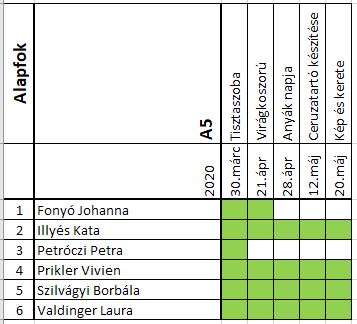 Alapfok
A5
Tisztaszoba
Virágkoszorú
Anyák napja
Ceruzatartó készítése
Kép és kerete
2020
30.márc
21.ápr
28.ápr
12.máj
20.máj
1 Fonyó Johanna
2 Illyés Kata
3 Petróczi Petra
4 Prikler Vivien
5 Szilvágyi Borbála
6 Valdinger Laura